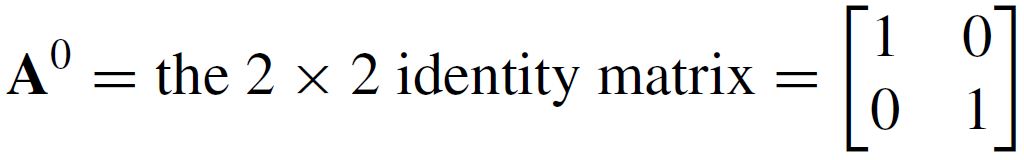 A⁰ = the 2 × 2 identity matrix = [1 0
0 1]